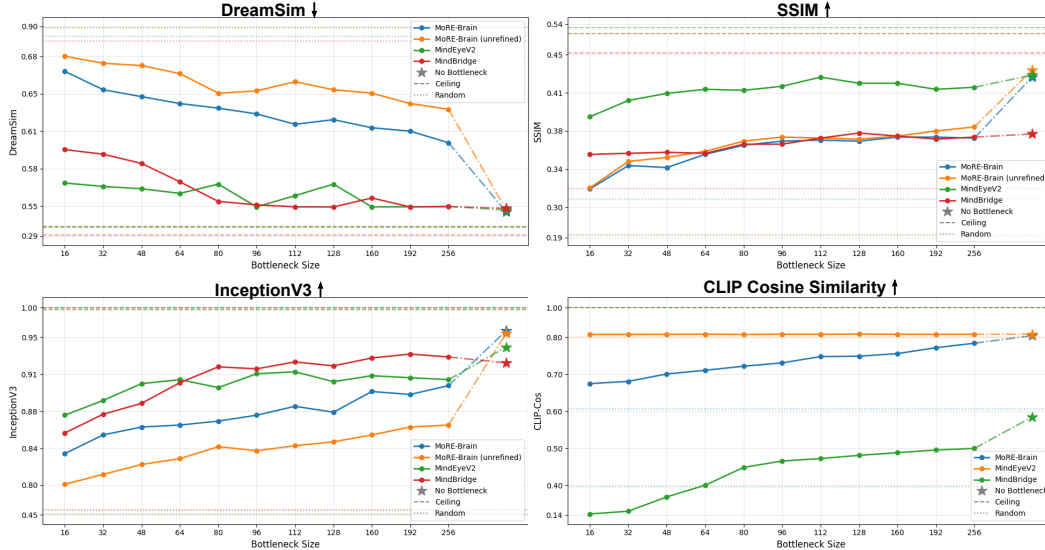 DreamSim ↓
0.90
0.68
0.65
0.61
0.58
0.55
0.29
DreamSim
16 32 48 64 80 96 112 128 160 192 256
Bottleneck Size
MoRE-Brain
MoRE-Brain (unrefined)
MindEyeV2
MindBridge
No Bottleneck
Ceiling
Random
SSIM ↑
0.54
0.45
0.41
0.38
0.34
0.30
0.19
SSIM
16 32 48 64 80 96 112 128 160 192 256
Bottleneck Size
MoRE-Brain
MoRE-Brain (unrefined)
MindEyeV2
MindBridge
No Bottleneck
Ceiling
Random
InceptionV3 ↑
1.00
0.95
0.91
0.88
0.84
0.80
0.45
InceptionV3
16 32 48 64 80 96 112 128 160 192 256
Bottleneck Size
MoRE-Brain
MoRE-Brain (unrefined)
MindEyeV2
MindBridge
No Bottleneck
Ceiling
Random
CLIP Cosine Similarity ↑
1.00
0.80
0.70
0.60
0.40
0.14
CLIP-Cos
16 32 48 64 80 96 112 128 160 192 256
Bottleneck Size
MoRE-Brain
MindEyeV2
MindBridge
No Bottleneck
Ceiling
Random